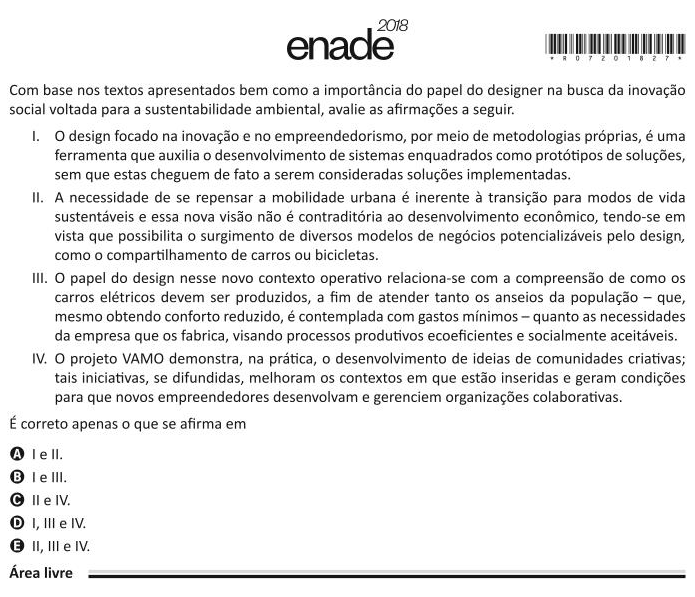 enade 2018
* R 0 7 2 0 1 8 2 7 *
Com base nos textos apresentados bem como a importância do papel do designer na busca da inovação
social voltada para a sustentabilidade ambiental, avalie as afirmações a seguir.
I. O design focado na inovação e no empreendedorismo, por meio de metodologias próprias, é uma
ferramenta que auxilia o desenvolvimento de sistemas enquadrados como protótipos de soluções,
sem que estas cheguem de fato a serem consideradas soluções implementadas.
II. A necessidade de se repensar a mobilidade urbana é inerente à transição para modos de vida
sustentáveis e essa nova visão não é contraditória ao desenvolvimento econômico, tendo-se em
vista que possibilita o surgimento de diversos modelos de negócios potencializáveis pelo design,
como o compartilhamento de carros ou bicicletas.
III. O papel do design nesse novo contexto operativo relaciona-se com a compreensão de como os
carros elétricos devem ser produzidos, a fim de atender tanto os anseios da população – que,
mesmo obtendo conforto reduzido, é contemplada com gastos mínimos – quanto as necessidades
da empresa que os fabrica, visando processos produtivos ecoeficientes e socialmente aceitáveis.
IV. O projeto VAMO demonstra, na prática, o desenvolvimento de ideias de comunidades criativas;
tais iniciativas, se difundidas, melhoram os contextos em que estão inseridas e geram condições
para que novos empreendedores desenvolvam e gerenciem organizações colaborativas.
É correto apenas o que se afirma em
A I e II.
B I e III.
C II e IV.
D I, III e IV.
E II, III e IV.
Área livre